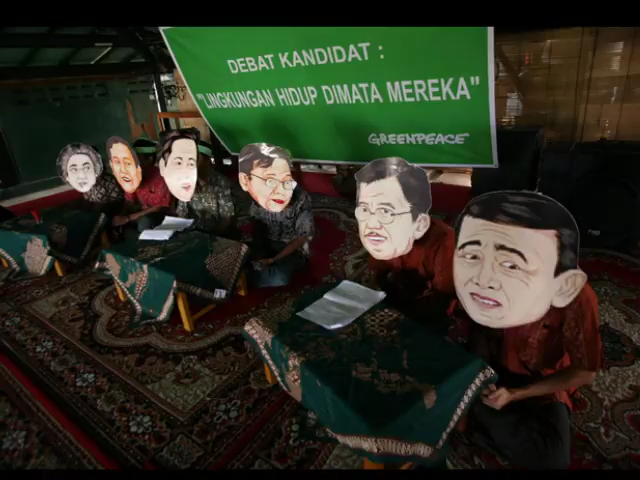 DEBAT KANDIDAT :
"LINGKUNGAN HIDUP DIMATA MEREKA"
GREENPEACE